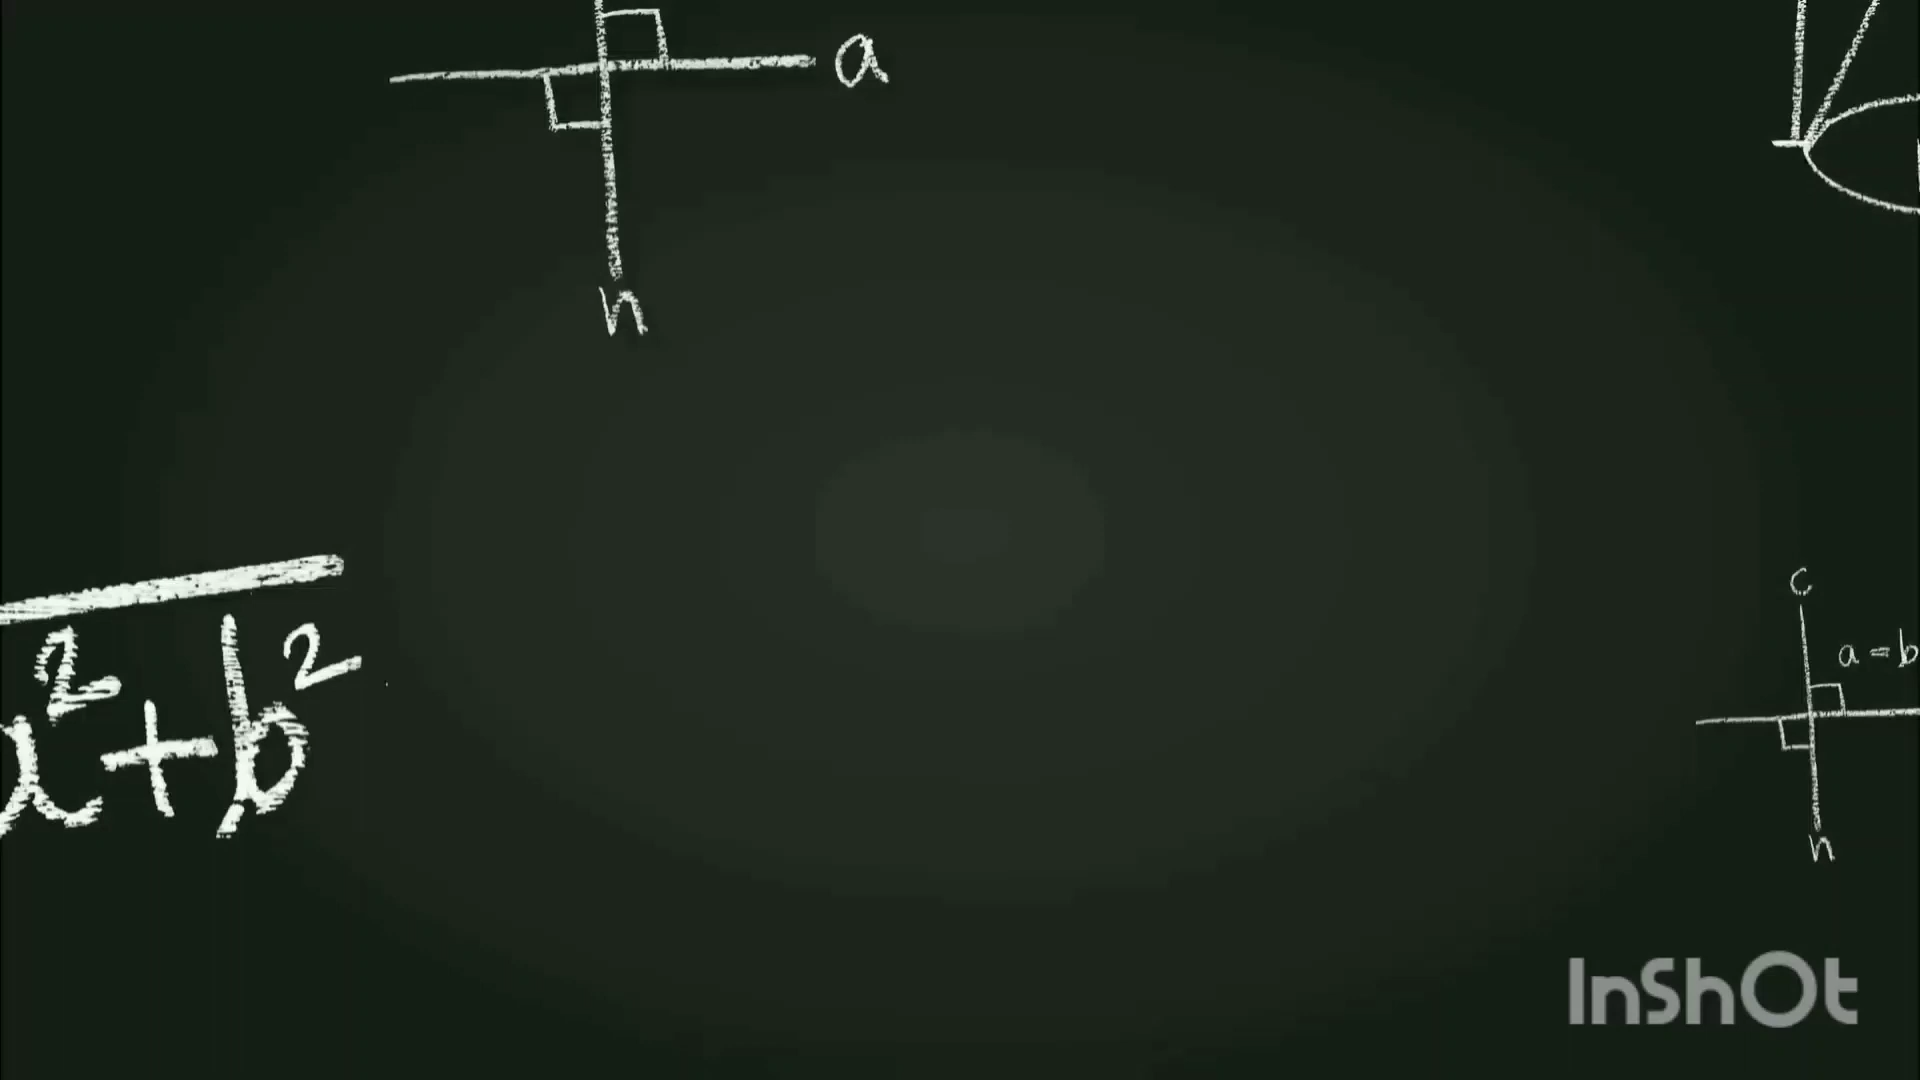 a
n
c
a = b
a² + b²
n
InShOt